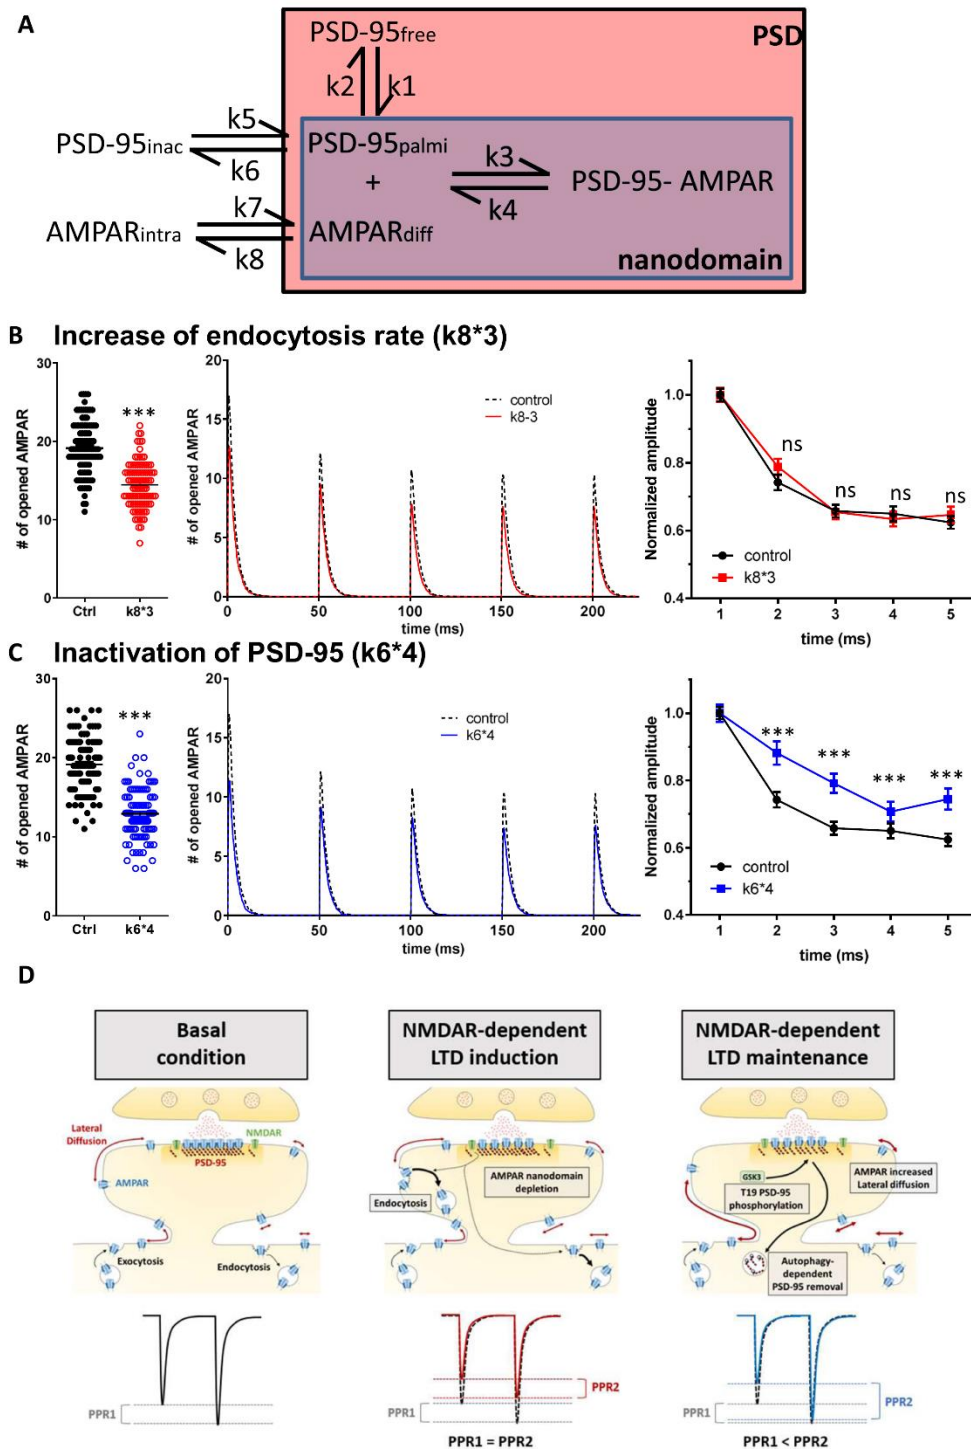 A
PSD-95free
PSD
k2
k1
k5
PSD-95inac
PSD-95palmi
k6
k3
+
PSD-95- AMPAR
k4
k7
AMPARintra
AMPARdiff
k8
nanodomain
B Increase of endocytosis rate (k8*3)
# of opened AMPAR
30
20
10
0
***
Ctrl k8*3
# of opened AMPAR
20
15
10
5
0
control
k8-3
0 50 100 150 200
time (ms)
Normalized amplitude
1.0
0.8
0.6
0.4
ns
ns
ns
ns
control
k8*3
1 2 3 4 5
time (ms)
C Inactivation of PSD-95 (k6*4)
# of opened AMPAR
30
20
10
0
***
Ctrl k6*4
# of opened AMPAR
20
15
10
5
0
control
k6*4
0 50 100 150 200
time (ms)
Normalized amplitude
1.0
0.8
0.6
0.4
***
***
***
***
control
k6*4
1 2 3 4 5
time (ms)
D
Basal
condition
Lateral
Diffusion
NMDAR
PSD-95
AMPAR
Exocytosis
Endocytosis
PPR1
NMDAR-dependent
LTD induction
AMPAR nanodomain
depletion
Endocytosis
PPR2
PPR1
PPR1 = PPR2
NMDAR-dependent
LTD maintenance
GSK3
T19 PSD-95
phosphorylation
AMPAR increased
Lateral diffusion
Autophagy-
dependent
PSD-95 removal
PPR1
PPR2
PPR1 < PPR2